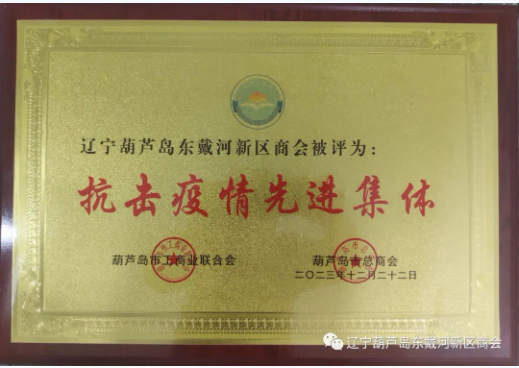 辽宁葫芦岛东戴河新区商会被评为：
抗击疫情先进集体
葫芦岛市工商业联合会
葫芦岛市总商会
二〇二三年十二月二十二日
辽宁葫芦岛东戴河新区商会